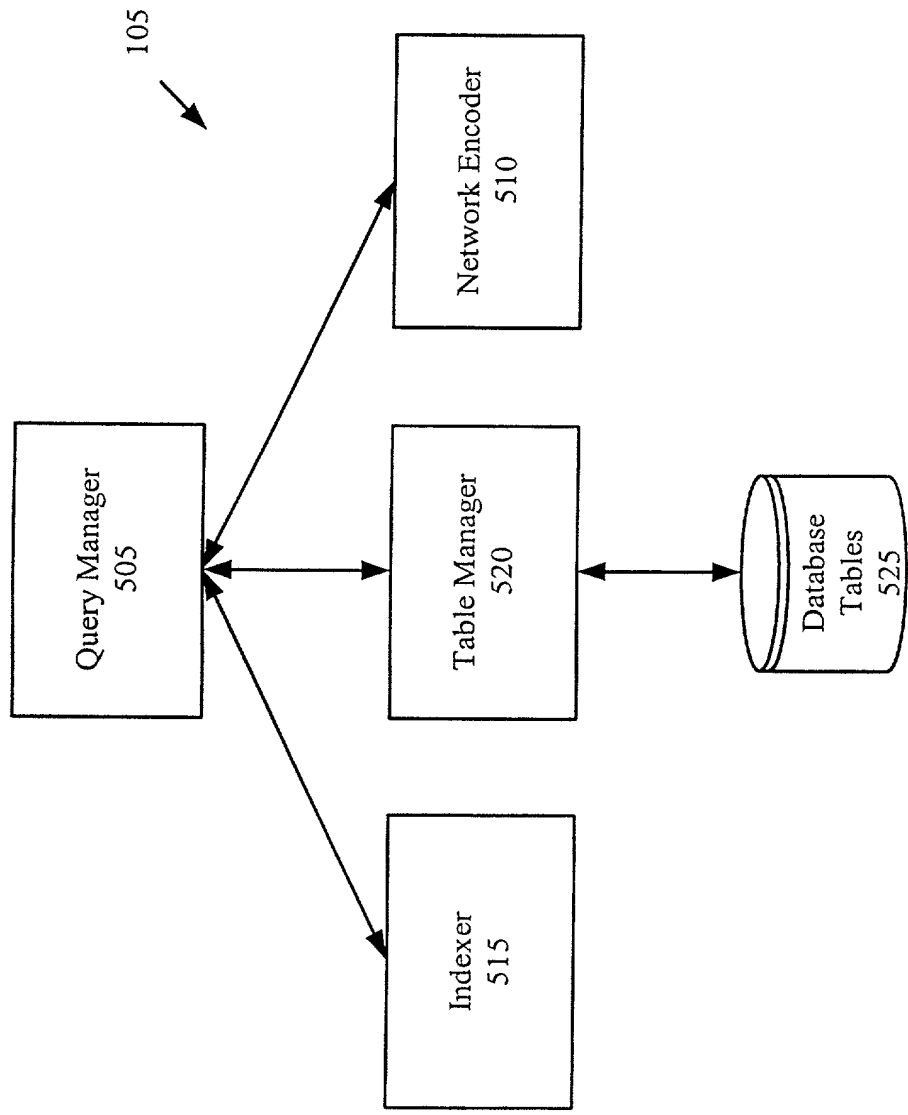 105
Query Manager
505
Indexer
515
Table Manager
520
Network Encoder
510
Database
Tables
525